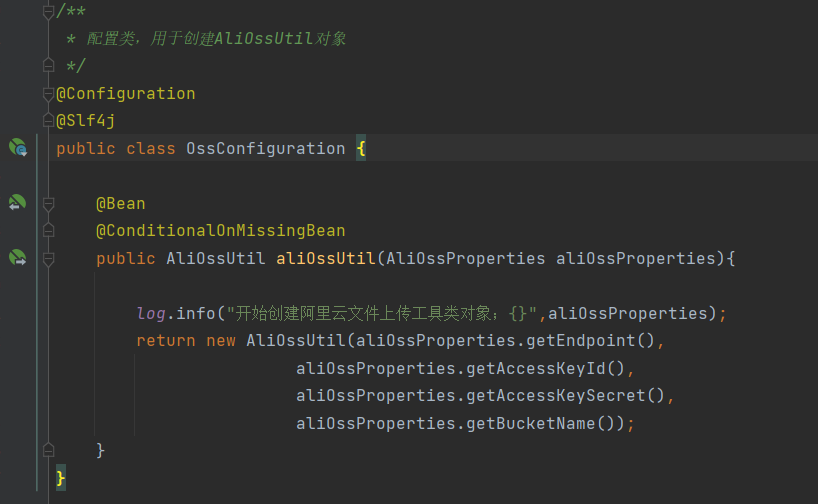 /**
* 配置类，用于创建AliOssUtil对象
*/
@Configuration
@Slf4j
public class OssConfiguration {
@Bean
@ConditionalOnMissingBean
public AliOssUtil aliOssUtil(AliOssProperties aliOssProperties){
log.info("开始创建阿里云文件上传工具类对象：{}",aliOssProperties);
return new AliOssUtil(aliOssProperties.getEndpoint(),
aliOssProperties.getAccessKeyId(),
aliOssProperties.getAccessKeySecret(),
aliOssProperties.getBucketName());
}
}